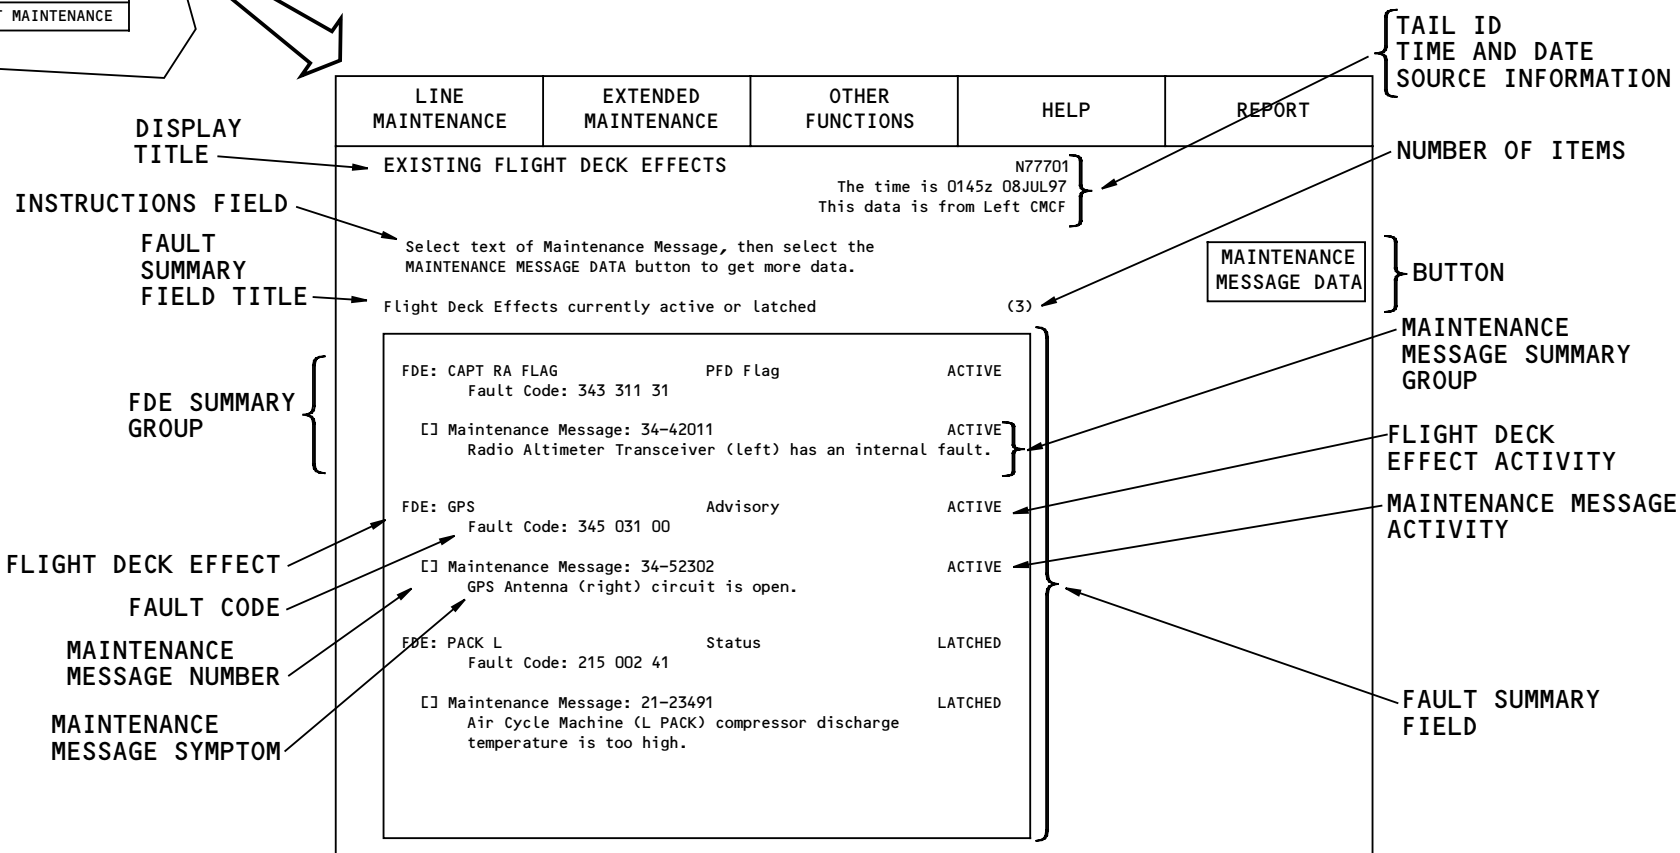 T MAINTENANCE
TAIL ID
TIME AND DATE
SOURCE INFORMATION
LINE
MAINTENANCE
EXTENDED
MAINTENANCE
OTHER
FUNCTIONS
HELP
REPORT
DISPLAY
TITLE
EXISTING FLIGHT DECK EFFECTS
N77701
The time is 0145z 08JUL97
This data is from Left CMCF
NUMBER OF ITEMS
INSTRUCTIONS FIELD
Select text of Maintenance Message, then select the
MAINTENANCE MESSAGE DATA button to get more data.
MAINTENANCE
MESSAGE DATA
BUTTON
FAULT
SUMMARY
FIELD TITLE
Flight Deck Effects currently active or latched (3)
MAINTENANCE
MESSAGE SUMMARY
GROUP
FDE SUMMARY
GROUP
FDE: CAPT RA FLAG PFD Flag ACTIVE
Fault Code: 343 311 31
[] Maintenance Message: 34-42011 ACTIVE
Radio Altimeter Transceiver (left) has an internal fault.
FLIGHT DECK
EFFECT ACTIVITY
FDE: GPS Advisory ACTIVE
Fault Code: 345 031 00
MAINTENANCE MESSAGE
ACTIVITY
FLIGHT DECK EFFECT
[] Maintenance Message: 34-52302 ACTIVE
GPS Antenna (right) circuit is open.
FAULT CODE
MAINTENANCE
MESSAGE NUMBER
FDE: PACK L Status LATCHED
Fault Code: 215 002 41
[] Maintenance Message: 21-23491 LATCHED
Air Cycle Machine (L PACK) compressor discharge
temperature is too high.
MAINTENANCE
MESSAGE SYMPTOM
FAULT SUMMARY
FIELD